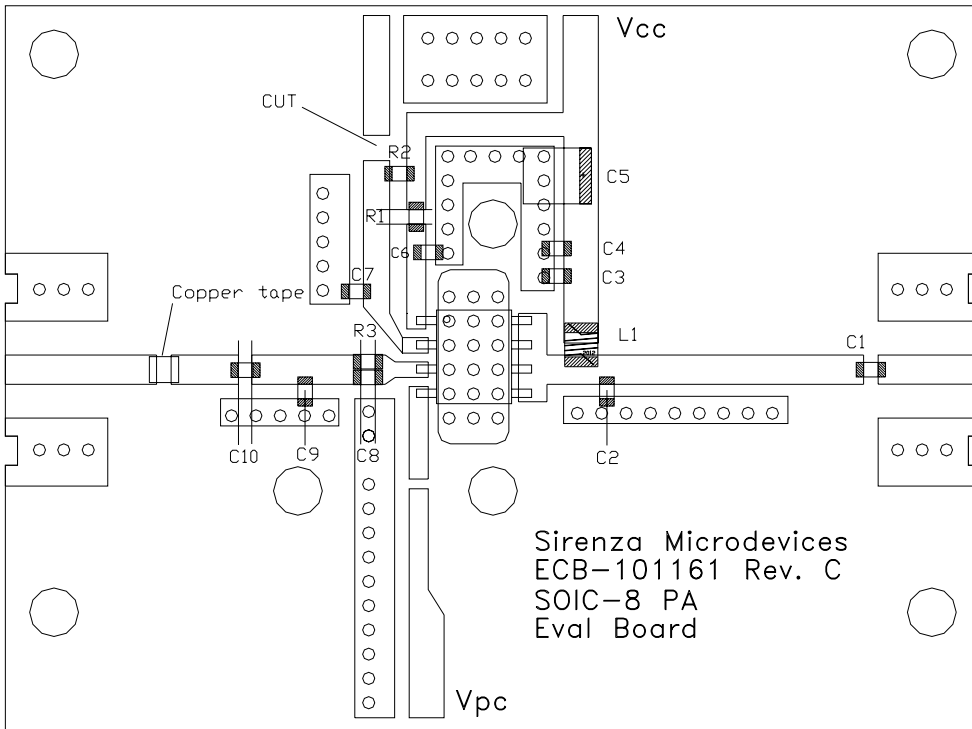 Vcc
CUT
R2
C5
R1
C6
C4
C3
C7
Copper tape
R3
L1
2012
C1
C10
C9
C8
C2
Sirenza Microdevices
ECB-101161 Rev. C
SOIC-8 PA
Eval Board
Vpc